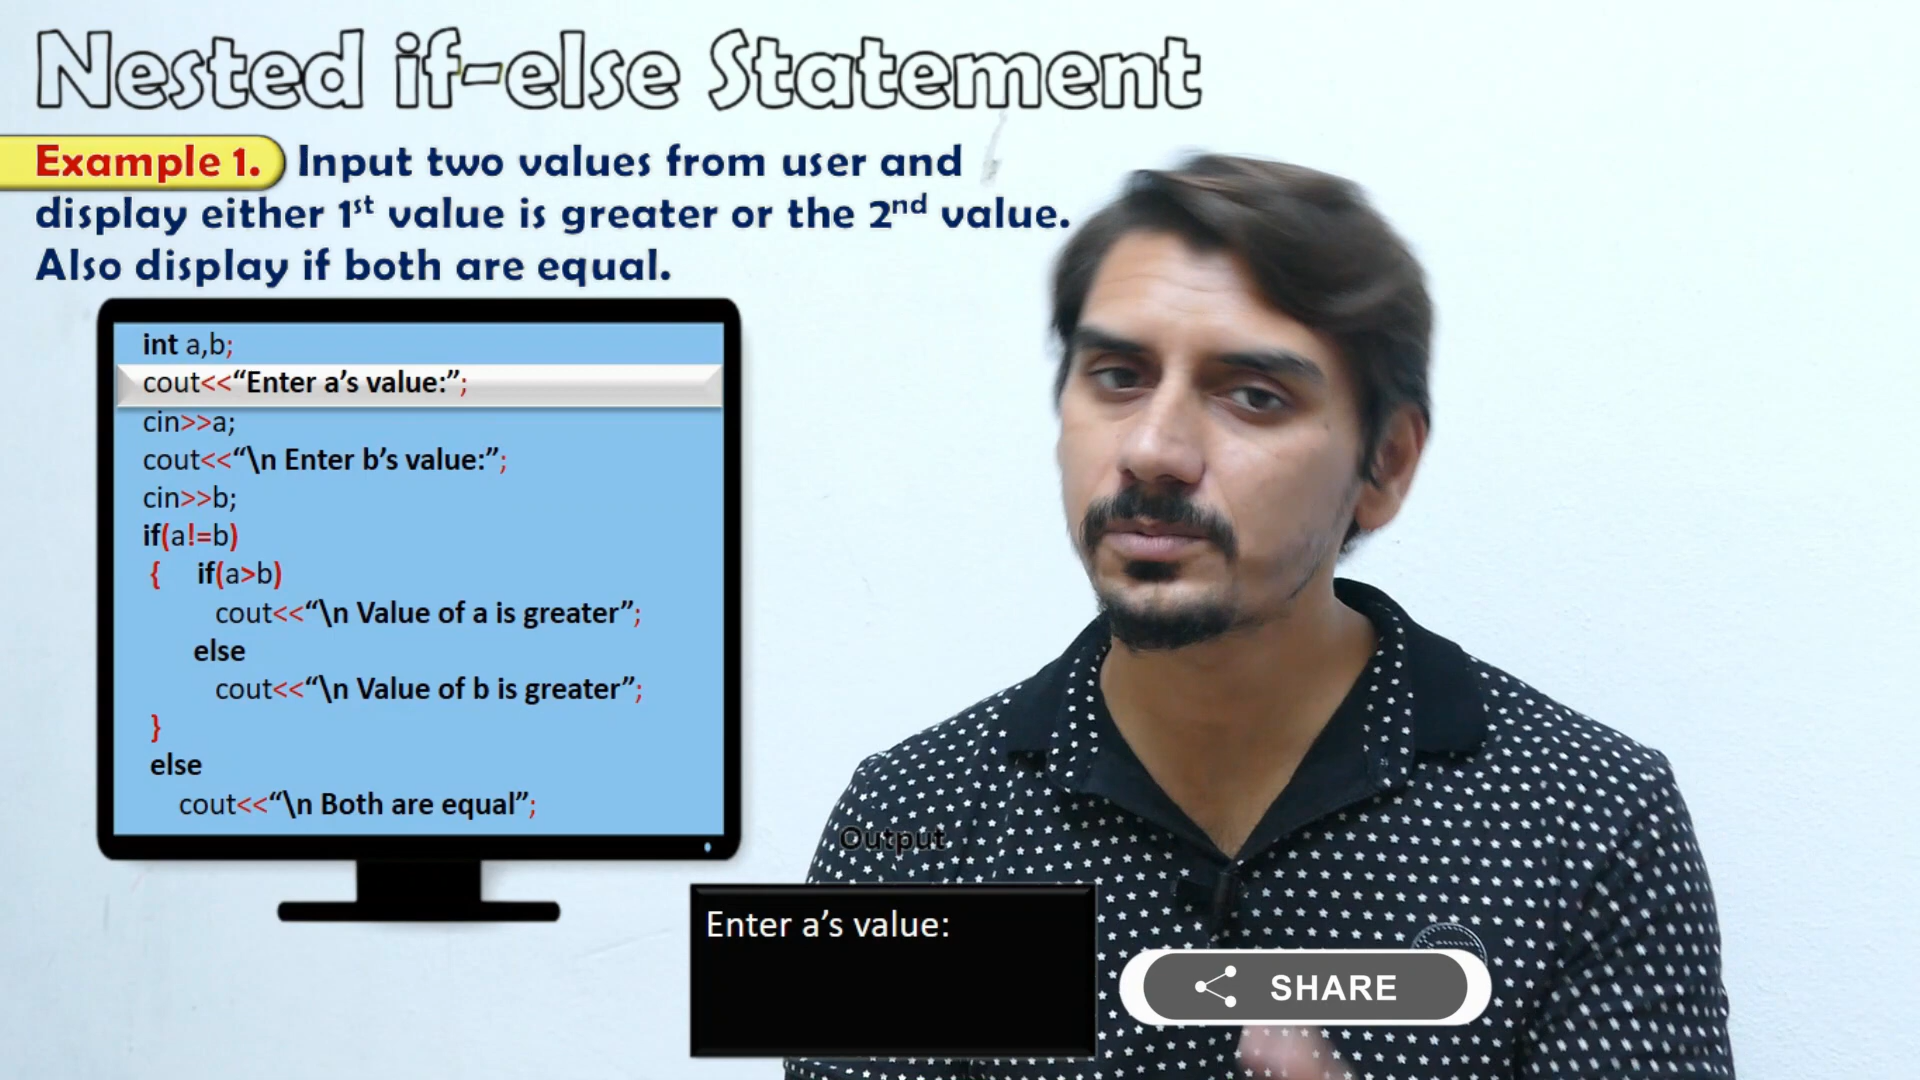 Nested if-else Statement
Example 1. Input two values from user and
display either 1st value is greater or the 2nd value.
Also display if both are equal.
int a,b;
cout<<“Enter a’s value:”;
cin>>a;
cout<<“\n Enter b’s value:”;
cin>>b;
if(a!=b)
{ if(a>b)
cout<<“\n Value of a is greater”;
else
cout<<“\n Value of b is greater”;
}
else
cout<<“\n Both are equal”;
Output
Enter a’s value:
SHARE